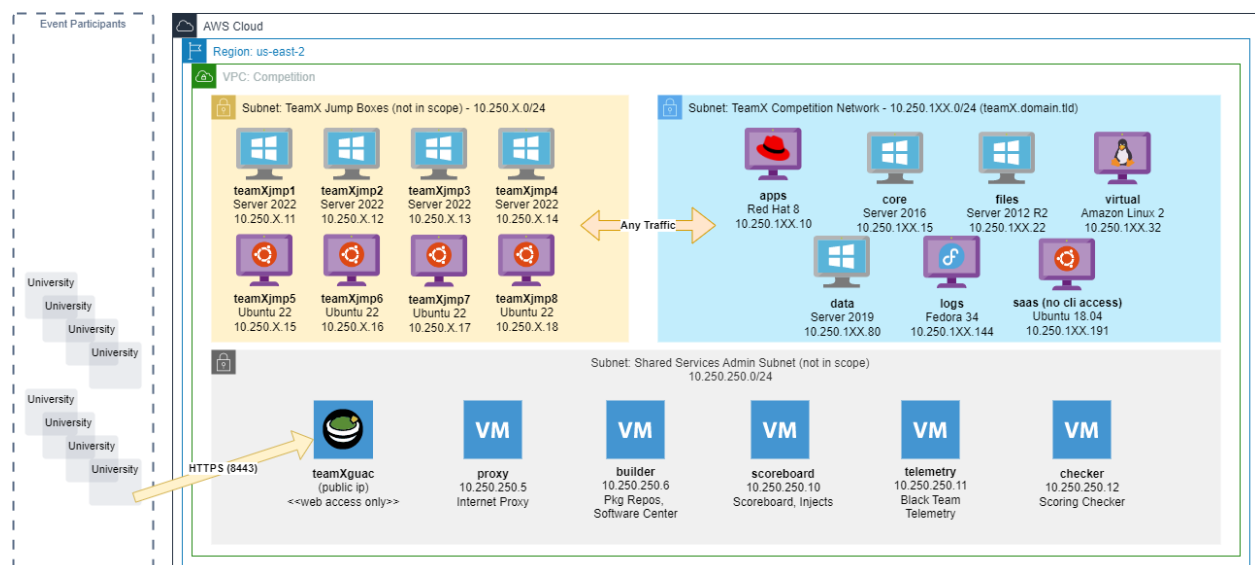 Event Participants
AWS Cloud
Region: us-east-2
VPC: Competition
Subnet: TeamX Jump Boxes (not in scope) - 10.250.X.0/24
teamXjmp1
Server 2022
10.250.X.11
teamXjmp2
Server 2022
10.250.X.12
teamXjmp3
Server 2022
10.250.X.13
teamXjmp4
Server 2022
10.250.X.14
teamXjmp5
Ubuntu 22
10.250.X.15
teamXjmp6
Ubuntu 22
10.250.X.16
teamXjmp7
Ubuntu 22
10.250.X.17
teamXjmp8
Ubuntu 22
10.250.X.18
Any Traffic
Subnet: TeamX Competition Network - 10.250.1XX.0/24 (teamX.domain.tld)
apps
Red Hat 8
10.250.1XX.10
core
Server 2016
10.250.1XX.15
files
Server 2012 R2
10.250.1XX.22
virtual
Amazon Linux 2
10.250.1XX.32
data
Server 2019
10.250.1XX.80
logs
Fedora 34
10.250.1XX.144
saas (no cli access)
Ubuntu 18.04
10.250.1XX.191
University
University
University
University
University
University
University
University
HTTPS (8443)
Subnet: Shared Services Admin Subnet (not in scope)
10.250.250.0/24
teamXguac
(public ip)
<<web access only>>
VM
proxy
10.250.250.5
Internet Proxy
VM
builder
10.250.250.6
Pkg Repos,
Software Center
VM
scoreboard
10.250.250.10
Scoreboard, Injects
VM
telemetry
10.250.250.11
Black Team
Telemetry
VM
checker
10.250.250.12
Scoring Checker